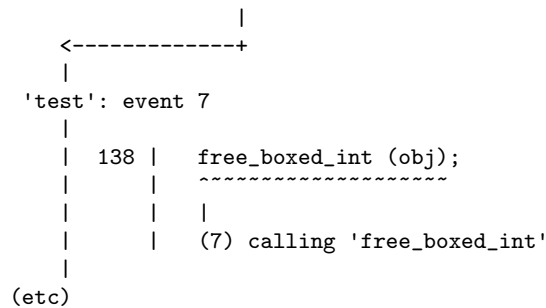 |
<-------------+
|
'test': event 7
|
| 138 | free_boxed_int (obj);
| | ~~~~~~~~~~~~~~~~~~~~
| | |
| | (7) calling 'free_boxed_int'
|
(etc)